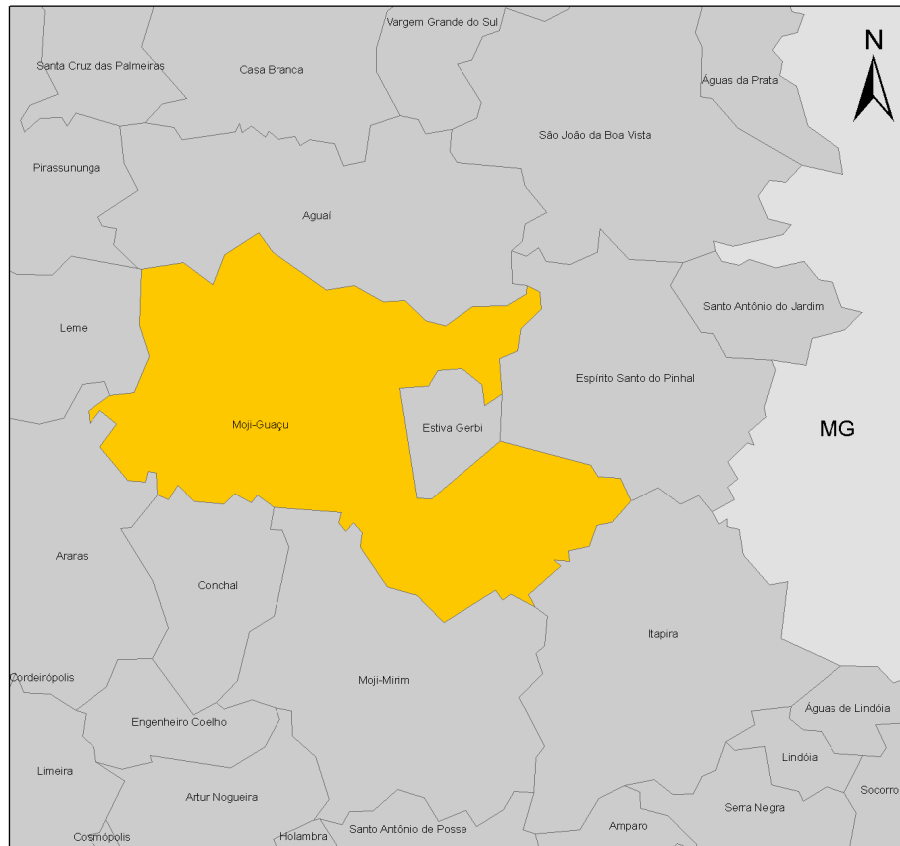 Vargem Grande do Sul
N
Santa Cruz das Palmeiras
Casa Branca
Águas da Prata
São João da Boa Vista
Pirassununga
Aguaí
Santo Antônio do Jardim
Leme
Espírito Santo do Pinhal
Moji-Guaçu
Estiva Gerbi
MG
Araras
Conchal
Itapira
Cordeirópolis
Moji-Mirim
Águas de Lindóia
Engenheiro Coelho
Lindóia
Limeira
Socorro
Artur Nogueira
Serra Negra
Santo Antônio de Posse
Amparo
Cosmópolis
Holambra